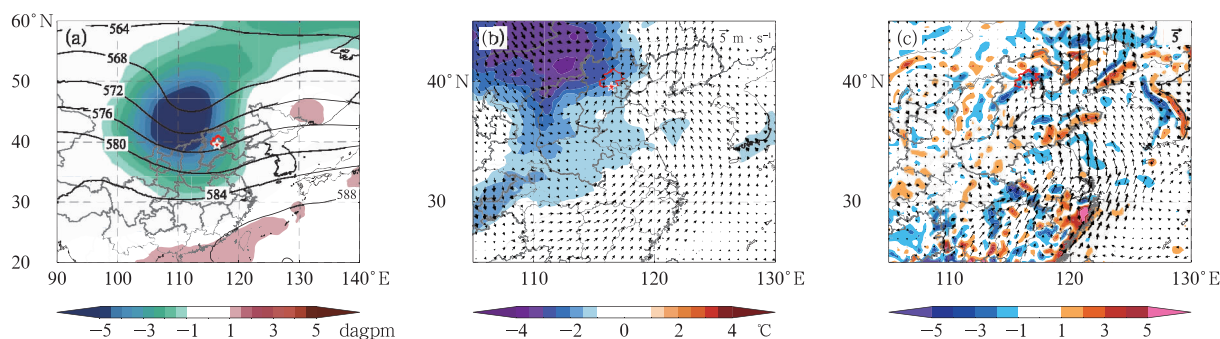 60°N
50
40
30
20
(a)
564
568
572
576
580
584
588
90 100 110 120 130 140°E
−5 −3 −1 1 3 5 dagpm
(b)
5 m · s⁻¹
40°N
30
110 120 130°E
−4 −2 0 2 4 ℃
(c)
5
40°N
30
110 120 130°E
−5 −3 −1 1 3 5